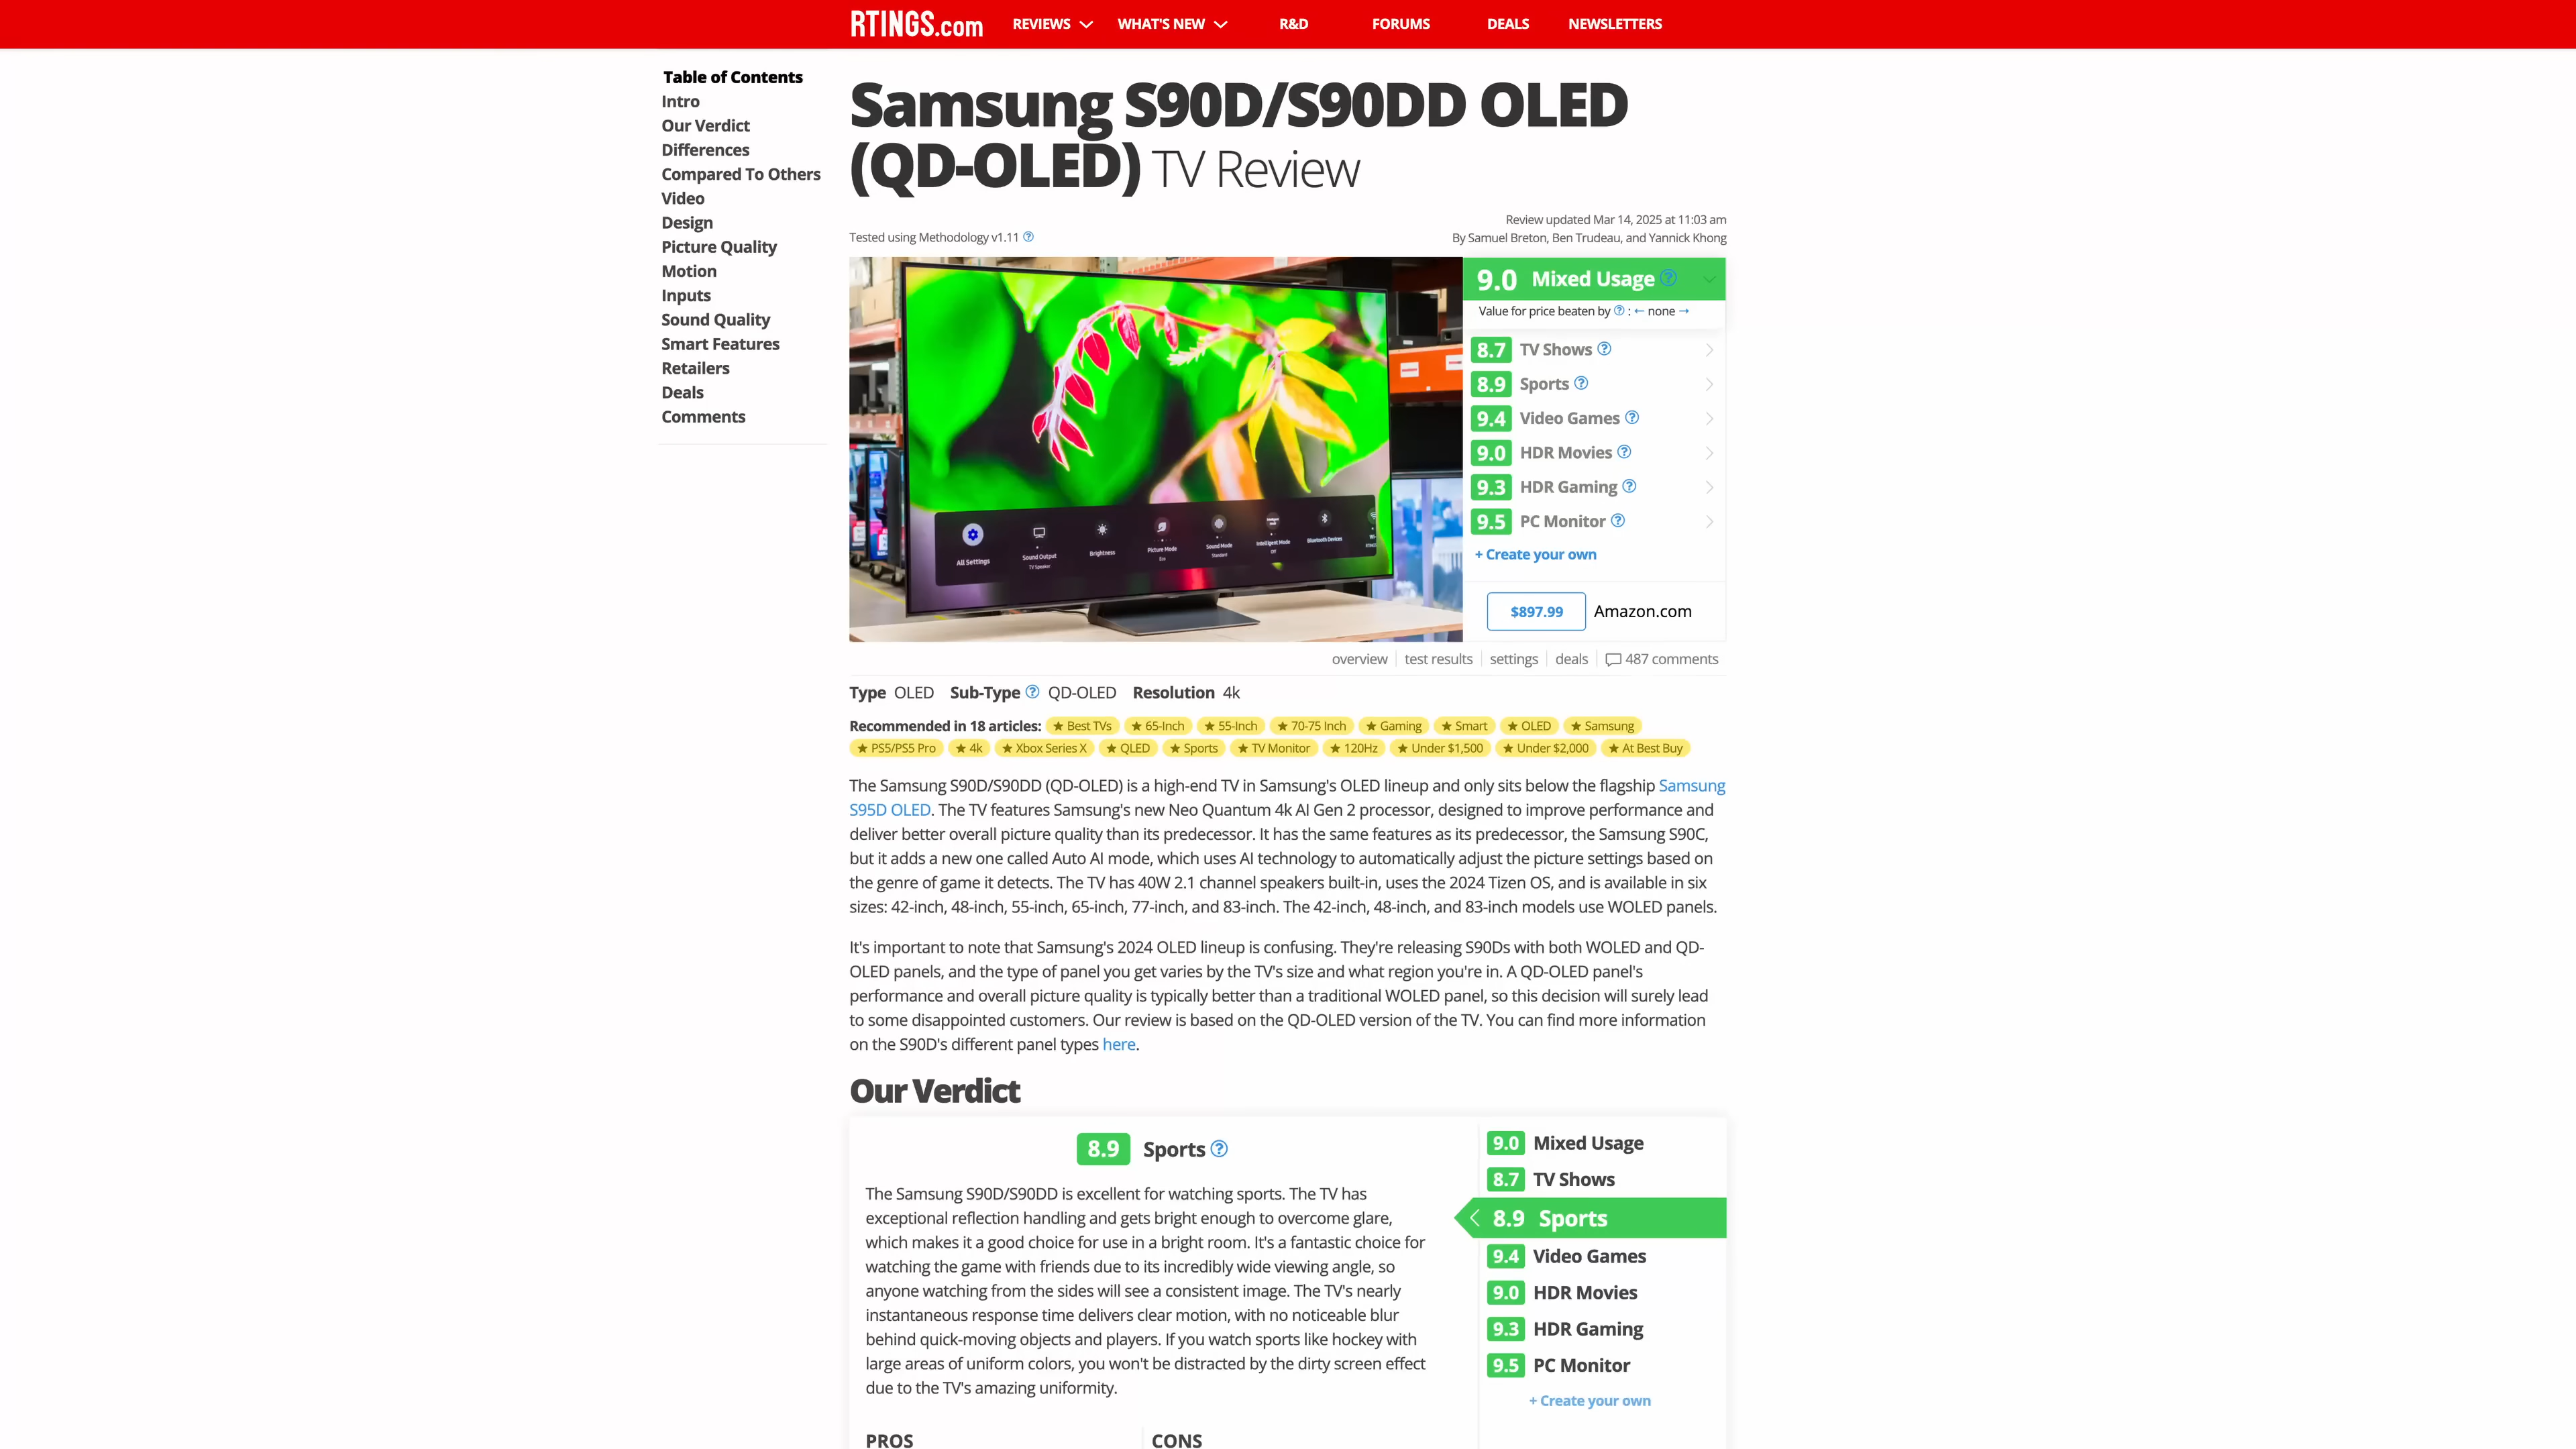 RTINGS.com
REVIEWS
WHAT'S NEW
R&D
FORUMS
DEALS
NEWSLETTERS
Table of Contents
Intro
Our Verdict
Differences
Compared To Others
Video
Design
Picture Quality
Motion
Inputs
Sound Quality
Smart Features
Retailers
Deals
Comments
Samsung S90D/S90DD OLED
(QD-OLED) TV Review
Review updated Mar 14, 2025 at 11:03 am
Tested using Methodology v1.11
By Samuel Breton, Ben Trudeau, and Yannick Khong
All Settings
Sound Output
TV Speaker
Brightness
Picture Mode
Eco
Sound Mode
Standard
Intelligent Mode
Off
Bluetooth Devices
9.0 Mixed Usage
Value for price beaten by : ← none →
8.7 TV Shows
8.9 Sports
9.4 Video Games
9.0 HDR Movies
9.3 HDR Gaming
9.5 PC Monitor
+ Create your own
$897.99 Amazon.com
overview test results settings deals 487 comments
Type OLED Sub-Type QD-OLED Resolution 4k
Recommended in 18 articles: ★ Best TVs ★ 65-Inch ★ 55-Inch ★ 70-75 Inch ★ Gaming ★ Smart ★ OLED ★ Samsung
★ PS5/PS5 Pro ★ 4k ★ Xbox Series X ★ QLED ★ Sports ★ TV Monitor ★ 120Hz ★ Under $1,500 ★ Under $2,000 ★ At Best Buy
The Samsung S90D/S90DD (QD-OLED) is a high-end TV in Samsung's OLED lineup and only sits below the flagship Samsung
S95D OLED. The TV features Samsung's new Neo Quantum 4k AI Gen 2 processor, designed to improve performance and
deliver better overall picture quality than its predecessor. It has the same features as its predecessor, the Samsung S90C,
but it adds a new one called Auto AI mode, which uses AI technology to automatically adjust the picture settings based on
the genre of game it detects. The TV has 40W 2.1 channel speakers built-in, uses the 2024 Tizen OS, and is available in six
sizes: 42-inch, 48-inch, 55-inch, 65-inch, 77-inch, and 83-inch. The 42-inch, 48-inch, and 83-inch models use WOLED panels.
It's important to note that Samsung's 2024 OLED lineup is confusing. They're releasing S90Ds with both WOLED and QD-
OLED panels, and the type of panel you get varies by the TV's size and what region you're in. A QD-OLED panel's
performance and overall picture quality is typically better than a traditional WOLED panel, so this decision will surely lead
to some disappointed customers. Our review is based on the QD-OLED version of the TV. You can find more information
on the S90D's different panel types here.
Our Verdict
8.9 Sports
The Samsung S90D/S90DD is excellent for watching sports. The TV has
exceptional reflection handling and gets bright enough to overcome glare,
which makes it a good choice for use in a bright room. It's a fantastic choice for
watching the game with friends due to its incredibly wide viewing angle, so
anyone watching from the sides will see a consistent image. The TV's nearly
instantaneous response time delivers clear motion, with no noticeable blur
behind quick-moving objects and players. If you watch sports like hockey with
large areas of uniform colors, you won't be distracted by the dirty screen effect
due to the TV's amazing uniformity.
PROS
CONS
9.0 Mixed Usage
8.7 TV Shows
8.9 Sports
9.4 Video Games
9.0 HDR Movies
9.3 HDR Gaming
9.5 PC Monitor
+ Create your own